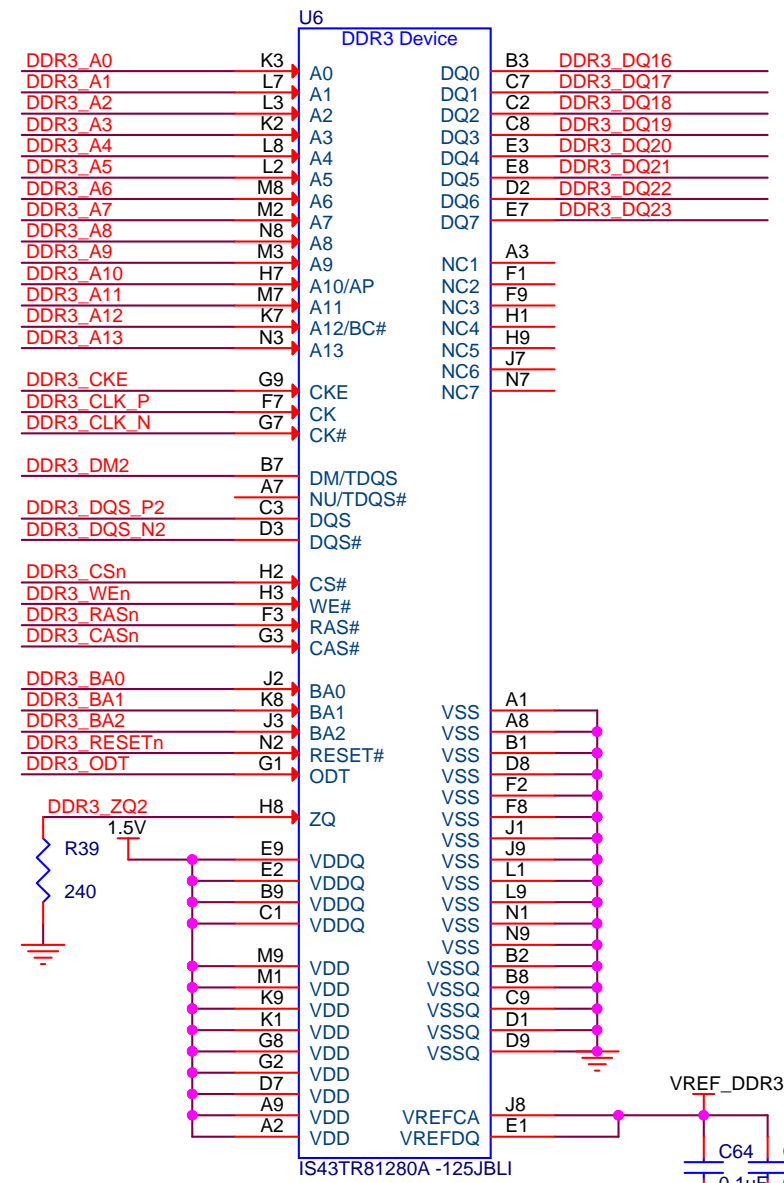 U6
DDR3 Device
DDR3_A0 K3 A0 DQ0 B3 DDR3_DQ16
DDR3_A1 L7 A1 DQ1 C7 DDR3_DQ17
DDR3_A2 L3 A2 DQ2 C2 DDR3_DQ18
DDR3_A3 K2 A3 DQ3 C8 DDR3_DQ19
DDR3_A4 L8 A4 DQ4 E3 DDR3_DQ20
DDR3_A5 L2 A5 DQ5 E8 DDR3_DQ21
DDR3_A6 M8 A6 DQ6 D2 DDR3_DQ22
DDR3_A7 M2 A7 DQ7 E7 DDR3_DQ23
DDR3_A8 N8 A8
DDR3_A9 M3 A9 NC1 A3
DDR3_A10 H7 A10/AP NC2 F1
DDR3_A11 M7 A11 NC3 F9
DDR3_A12 K7 A12/BC# NC4 H1
DDR3_A13 N3 A13 NC5 H9
NC6 J7
DDR3_CKE G9 CKE NC7 N7
DDR3_CLK_P F7 CK
DDR3_CLK_N G7 CK#
DDR3_DM2 B7 DM/TDQS
A7 NU/TDQS#
DDR3_DQS_P2 C3 DQS
DDR3_DQS_N2 D3 DQS#
DDR3_CSn H2 CS#
DDR3_WEn H3 WE#
DDR3_RASn F3 RAS#
DDR3_CASn G3 CAS#
DDR3_BA0 J2 BA0
DDR3_BA1 K8 BA1 VSS A1
DDR3_BA2 J3 BA2 VSS A8
DDR3_RESETn N2 RESET# VSS B1
DDR3_ODT G1 ODT VSS D8
VSS F2
DDR3_ZQ2 H8 ZQ VSS F8
1.5V VSS J1
R39 E9 VDDQ VSS J9
E2 VDDQ VSS L1
240 B9 VDDQ VSS L9
C1 VDDQ VSS N1
VSS N9
M9 VDD VSSQ B2
M1 VDD VSSQ B8
K9 VDD VSSQ C9
K1 VDD VSSQ D1
G8 VDD VSSQ D9
G2 VDD
D7 VDD VREF_DDR3
A9 VDD VREFCA J8
A2 VDD VREFDQ E1
C64
IS43TR81280A -125JBLI